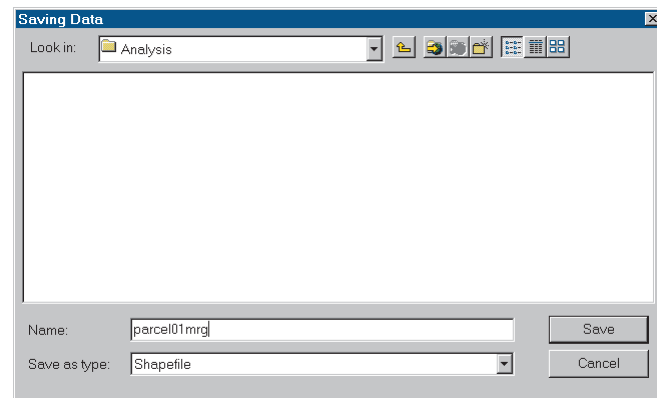 Saving Data
Look in: Analysis
Name: parcel01mrg Save
Save as type: Shapefile Cancel